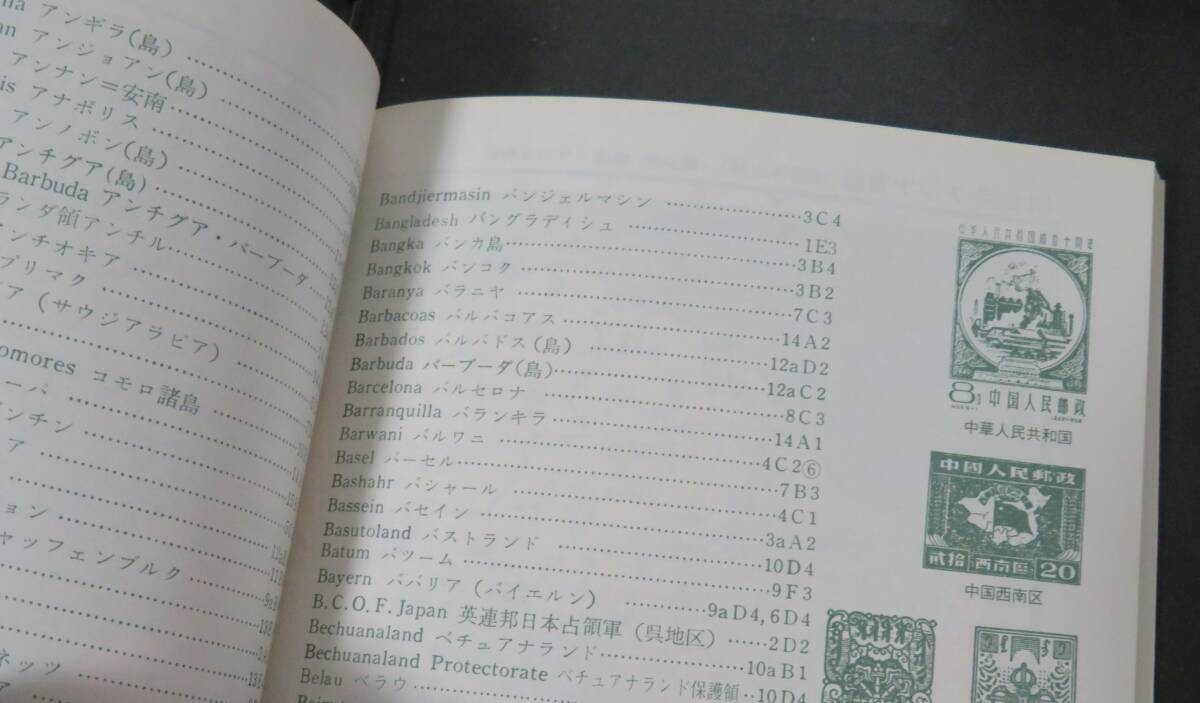 アンギラ(島)
アンジョアン(島)
アンナン=安南
アナポリス
アンノボン(島)
アンチグア(島)
Barbuda アンチグア・バーブーダ
ランダ領アンチル
ンチオキア
プリマク
ア (サウジアラビア)
omores コモロ諸島
ーパ
ンチン
ア
ョン
ャッフェンブルク
ネッツ
Bandjiermasin バンジェルマシン 3C4
Bangladesh バングラディシュ 1E3
Bangka バンカ島 3B4
Bangkok バンコク 3B2
Baranya バラニヤ 7C3
Barbacoas バルバコアス 14A2
Barbados バルバドス(島) 12aD2
Barbuda バーブーダ(島) 12aC2
Barcelona バルセロナ 8C3
Barranquilla バランキラ 14A1
Barwani バルワニ 4C2⑥
Basel バーセル 7B3
Bashahr バシャール 4C1
Bassein バセイン 3aA2
Basutoland バストランド 10D4
Batum バツーム 9F3
Bayern ババリア (バイエルン) 9aD4,6D4
B.C.O.F.Japan 英連邦日本占領軍(呉地区) 2D2
Bechuanaland ベチュアナランド 10aB1
Bechuanaland Protectorate ベチュアナランド保護領 10D4
Belau ベラウ
8 中国人民郵政
中華人民共和国
中国人民郵政
貳拾 西南區 20
中国西南区